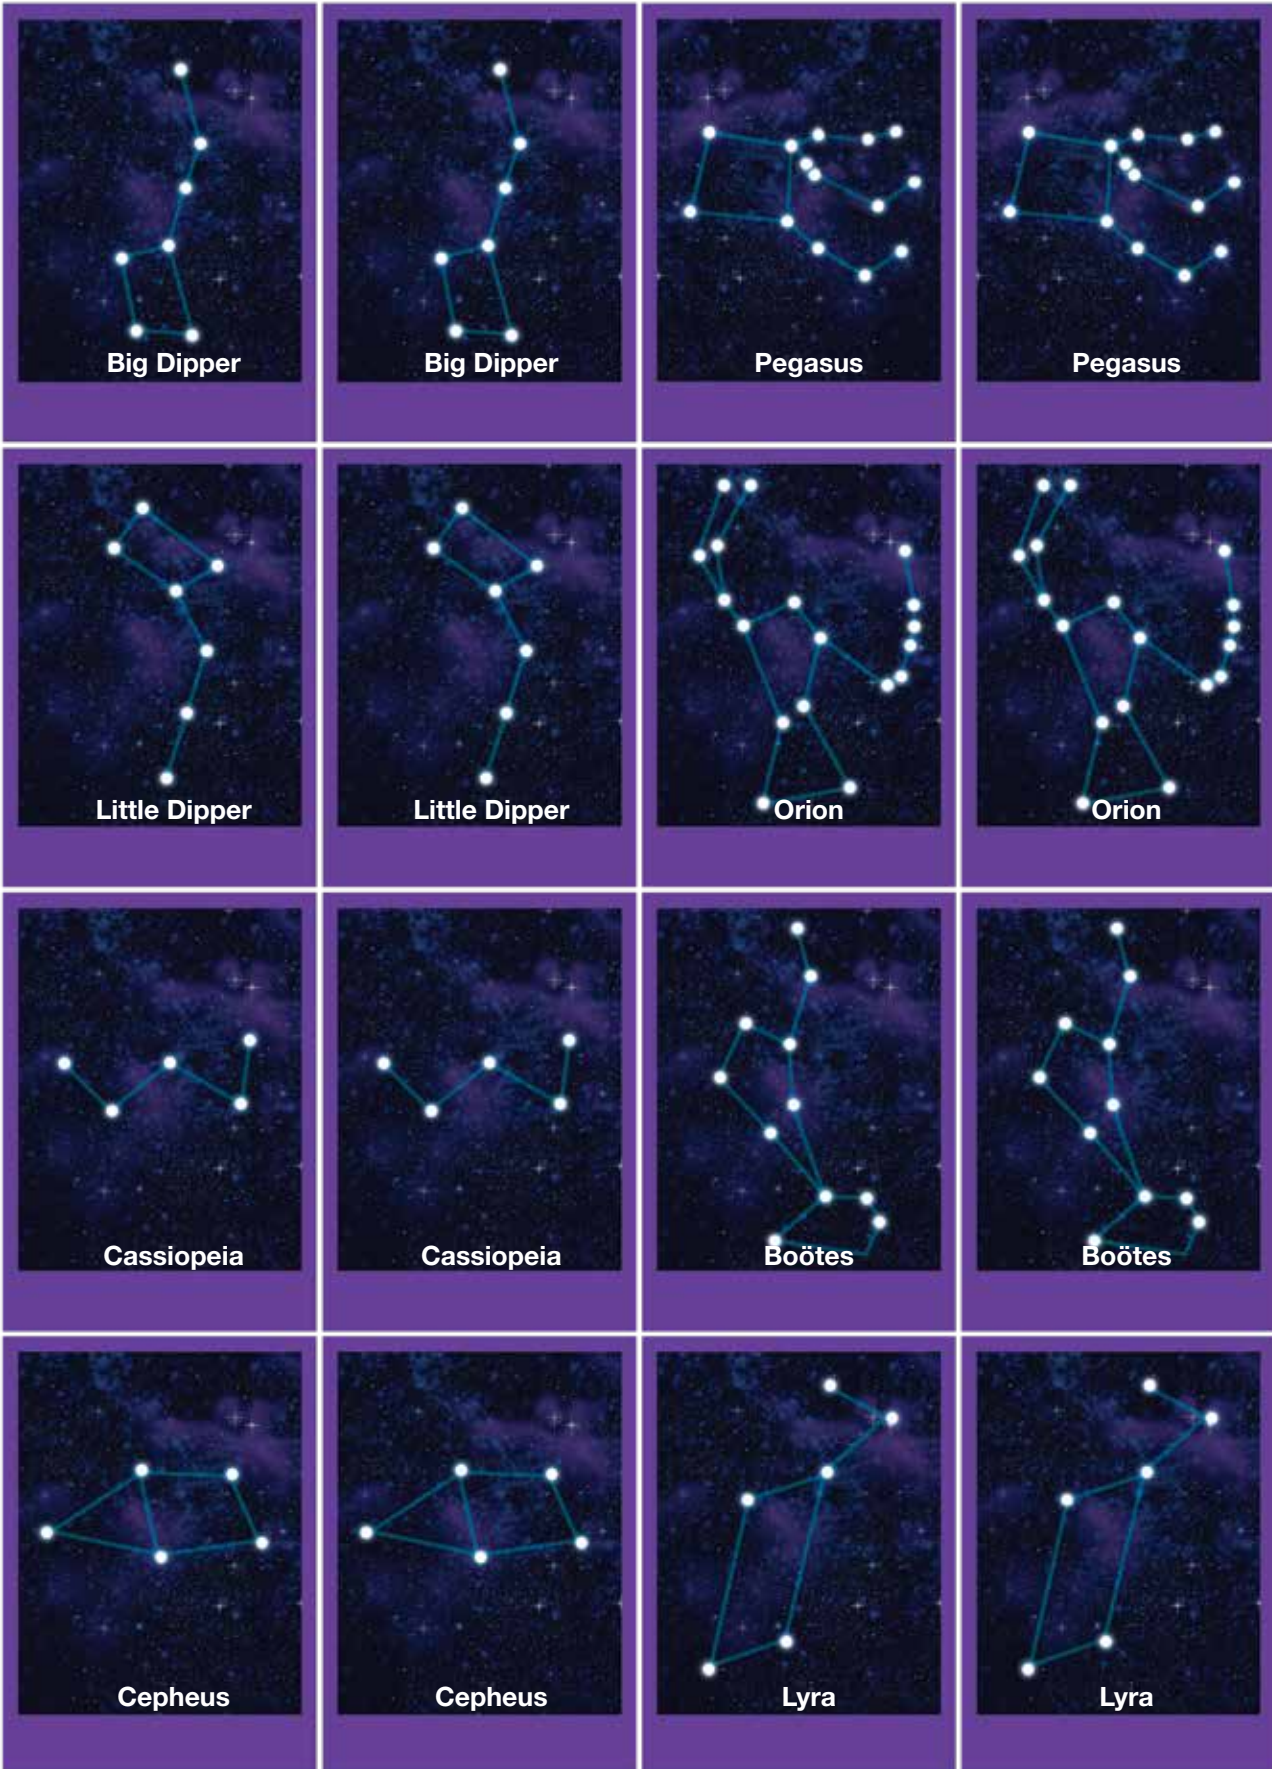 Big Dipper
Big Dipper
Pegasus
Pegasus
Little Dipper
Little Dipper
Orion
Orion
Cassiopeia
Cassiopeia
Boötes
Boötes
Cepheus
Cepheus
Lyra
Lyra